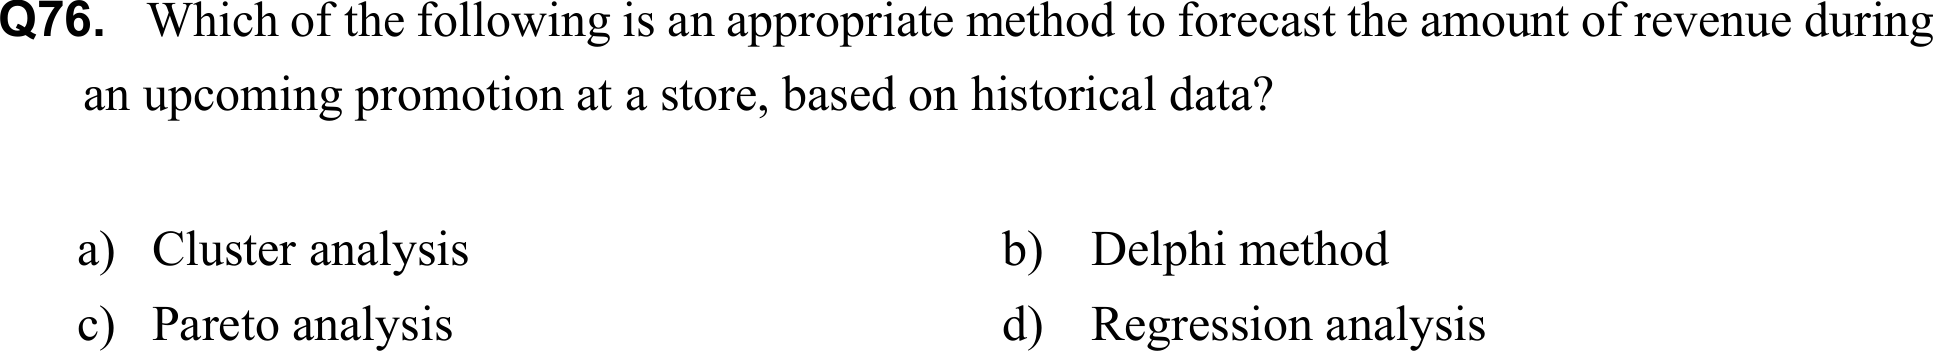 Q76. Which of the following is an appropriate method to forecast the amount of revenue during
an upcoming promotion at a store, based on historical data?
a) Cluster analysis b) Delphi method
c) Pareto analysis d) Regression analysis